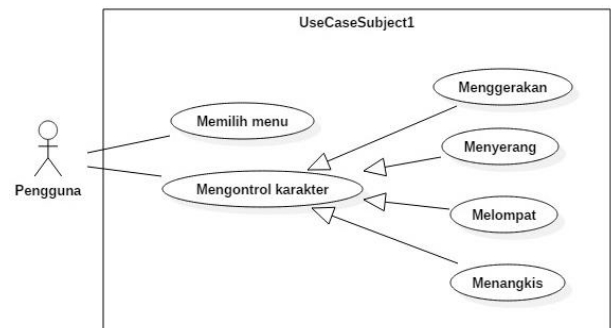 UseCaseSubject1
Menggerakan
Memilih menu
Menyerang
Pengguna
Mengontrol karakter
Melompat
Menangkis